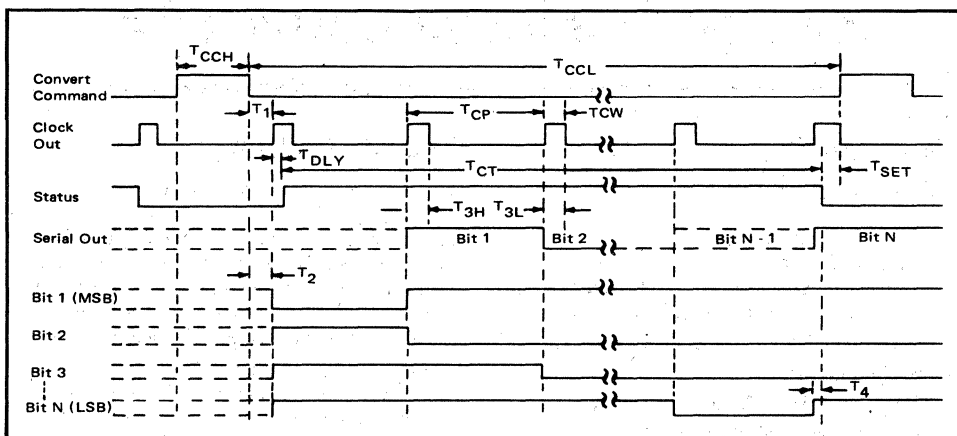 TCCH
TCCL
Convert
Command
T1
TCP
TCW
Clock
Out
TDLY
TCT
TSET
Status
T3H T3L
Serial Out
Bit 1
Bit 2
Bit N - 1
Bit N
T2
Bit 1 (MSB)
Bit 2
Bit 3
T4
Bit N (LSB)